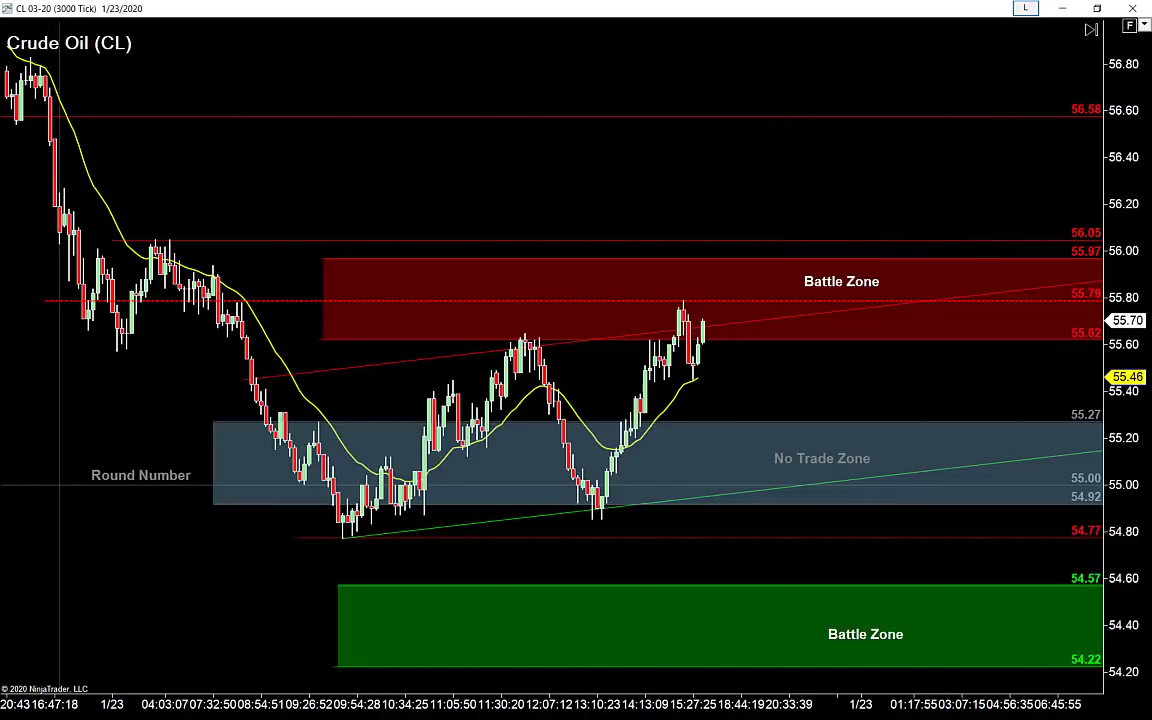 CL 03-20 (3000 Tick) 1/23/2020
L
F
Crude Oil (CL)
56.80
56.58
56.60
56.40
56.20
56.05
56.00
55.97
Battle Zone
55.79
55.80
55.70
55.62
55.60
55.46
55.40
55.27
55.20
No Trade Zone
Round Number
55.00
55.00
54.92
54.77
54.80
54.57
54.60
54.40
Battle Zone
54.22
54.20
© 2020 NinjaTrader, LLC
20:43 16:47:18 1/23 04:03:07 07:32:50 08:54:51 09:26:52 09:54:28 10:34:25 11:05:50 11:30:20 12:07:12 13:10:23 14:13:09 15:27:25 18:44:19 20:33:39 1/23 01:17:55 03:07:15 04:56:35 06:45:55